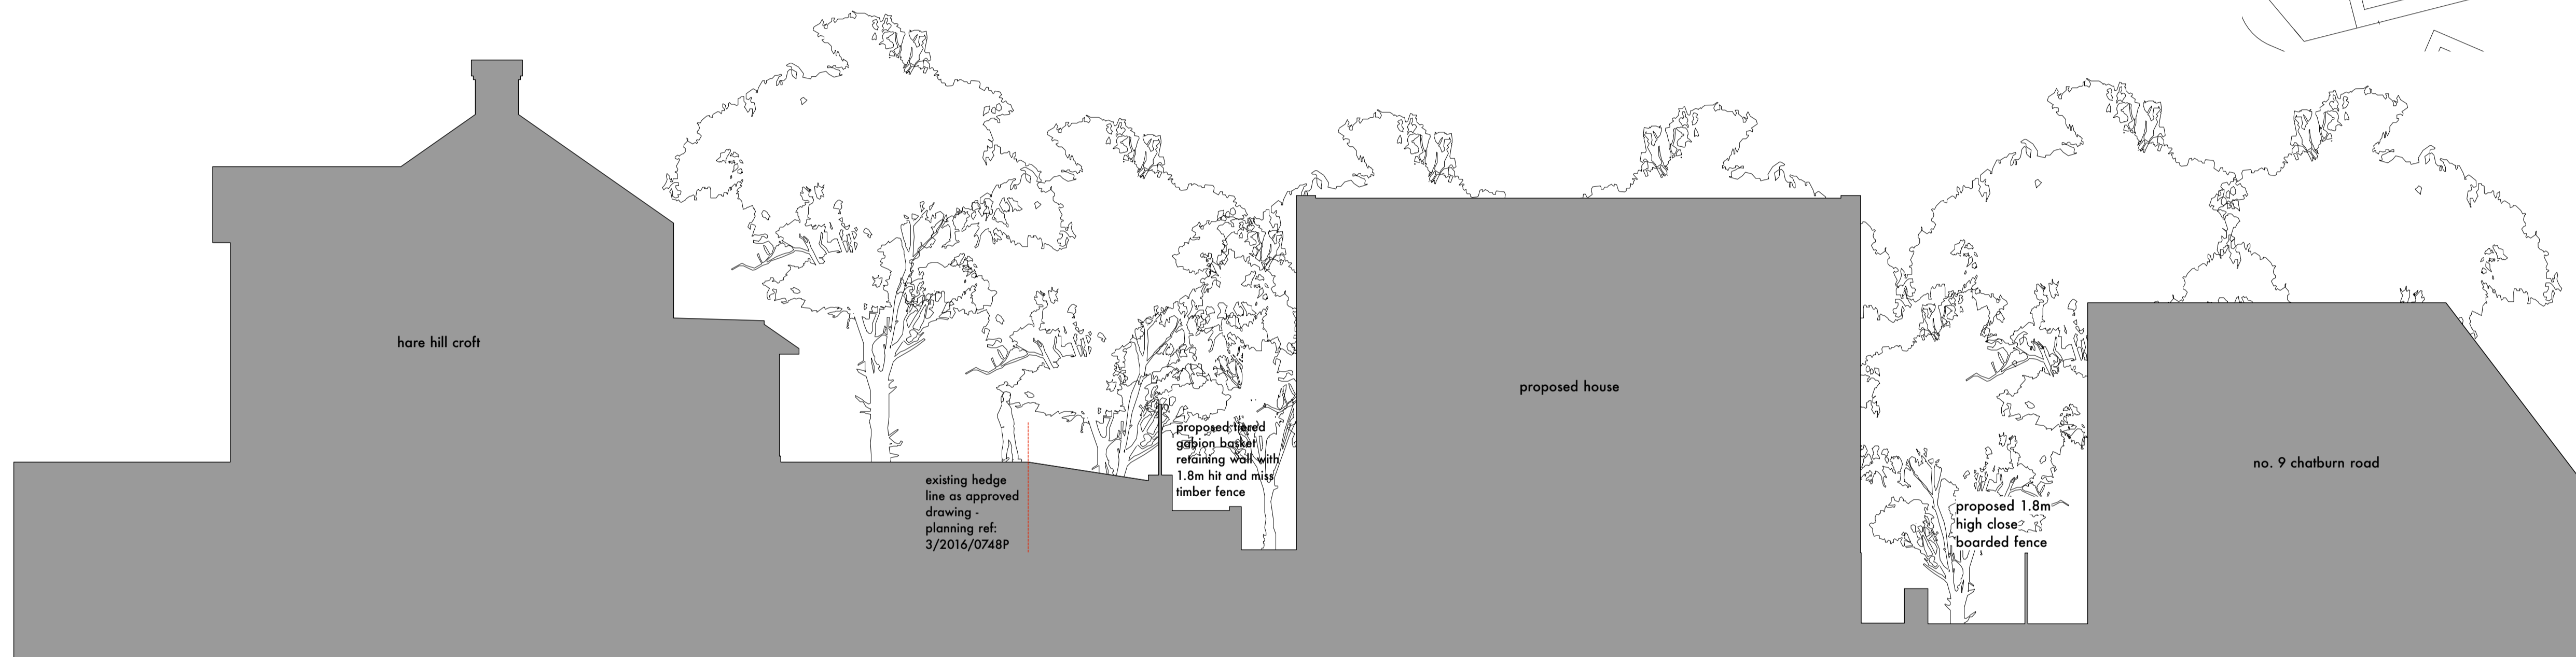 hare hill croft
existing hedge
line as approved
drawing -
planning ref:
3/2016/0748P
proposed tiered
gabion basket
retaining wall with
1.8m hit and miss
timber fence
proposed house
proposed 1.8m
high close
boarded fence
no. 9 chatburn road